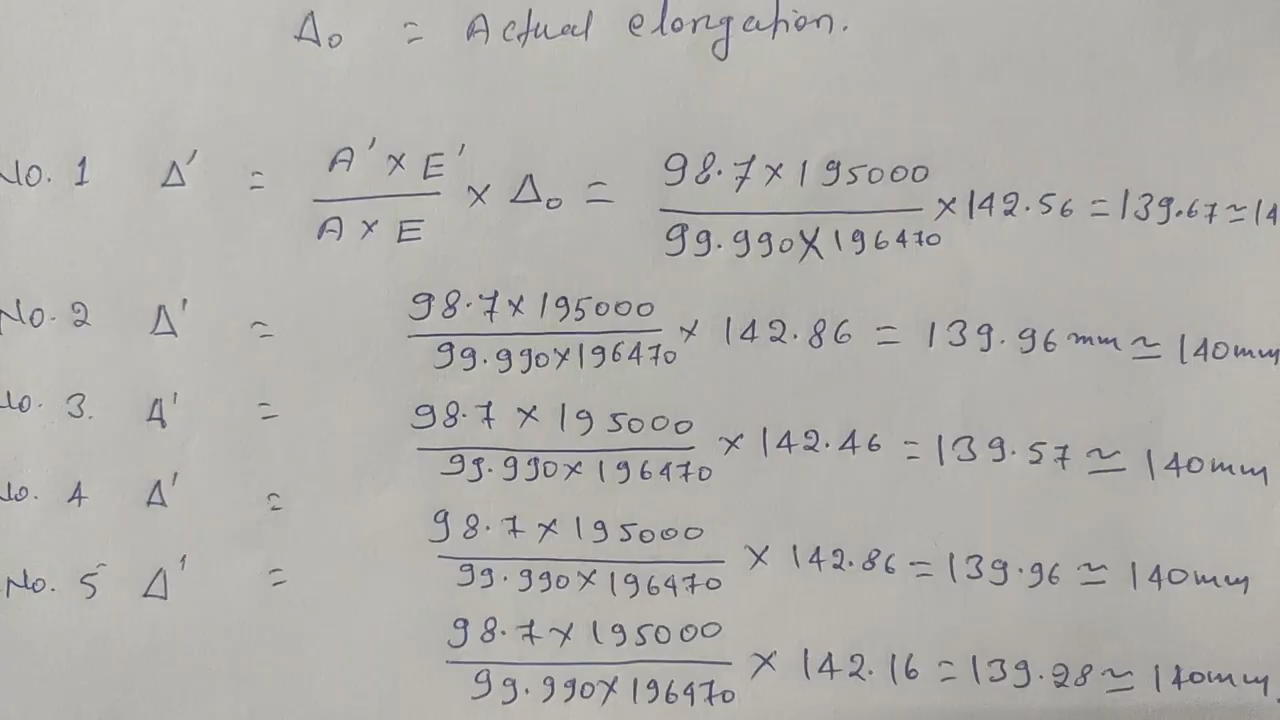 Δ₀ = Actual elongation.
No. 1 Δ' = A' × E' / A × E × Δ₀ = 98.7 × 195000 / 99.990 × 196470 × 142.56 = 139.67 ≃ 14
No. 2 Δ' = 98.7 × 195000 / 99.990 × 196470 × 142.86 = 139.96 mm ≃ 140mm
No. 3. Δ' = 98.7 × 195000 / 99.990 × 196470 × 142.46 = 139.57 ≃ 140mm
No. 4 Δ' = 98.7 × 195000 / 99.990 × 196470 × 142.86 = 139.96 ≃ 140mm
No. 5 Δ' = 98.7 × 195000 / 99.990 × 196470 × 142.16 = 139.28 ≃ 140mm.